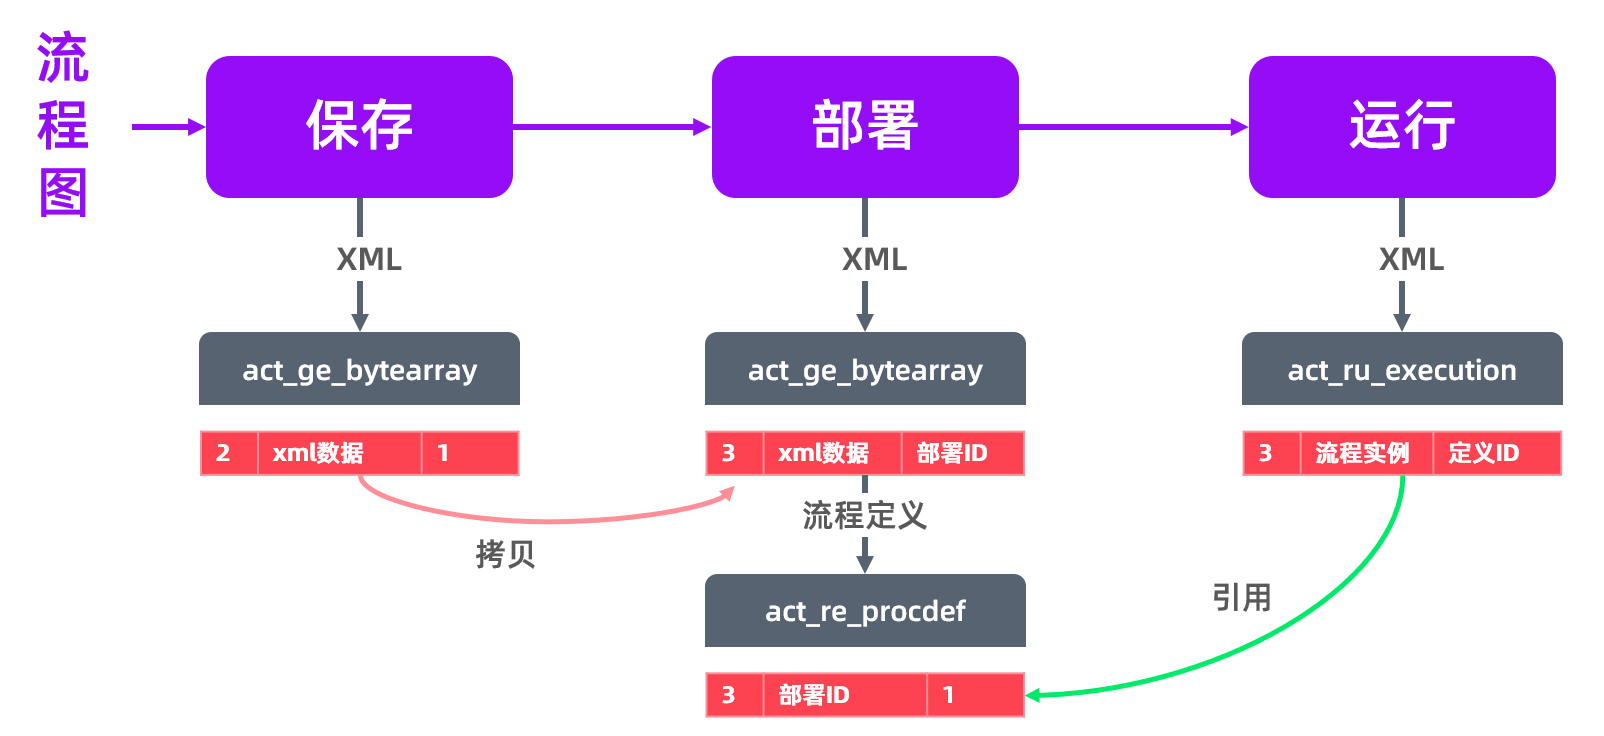 流程图
保存
部署
运行
XML
XML
XML
act_ge_bytearray
act_ge_bytearray
act_ru_execution
2 xml数据 1
3 xml数据 部署ID
3 流程实例 定义ID
流程定义
拷贝
引用
act_re_procdef
3 部署ID 1